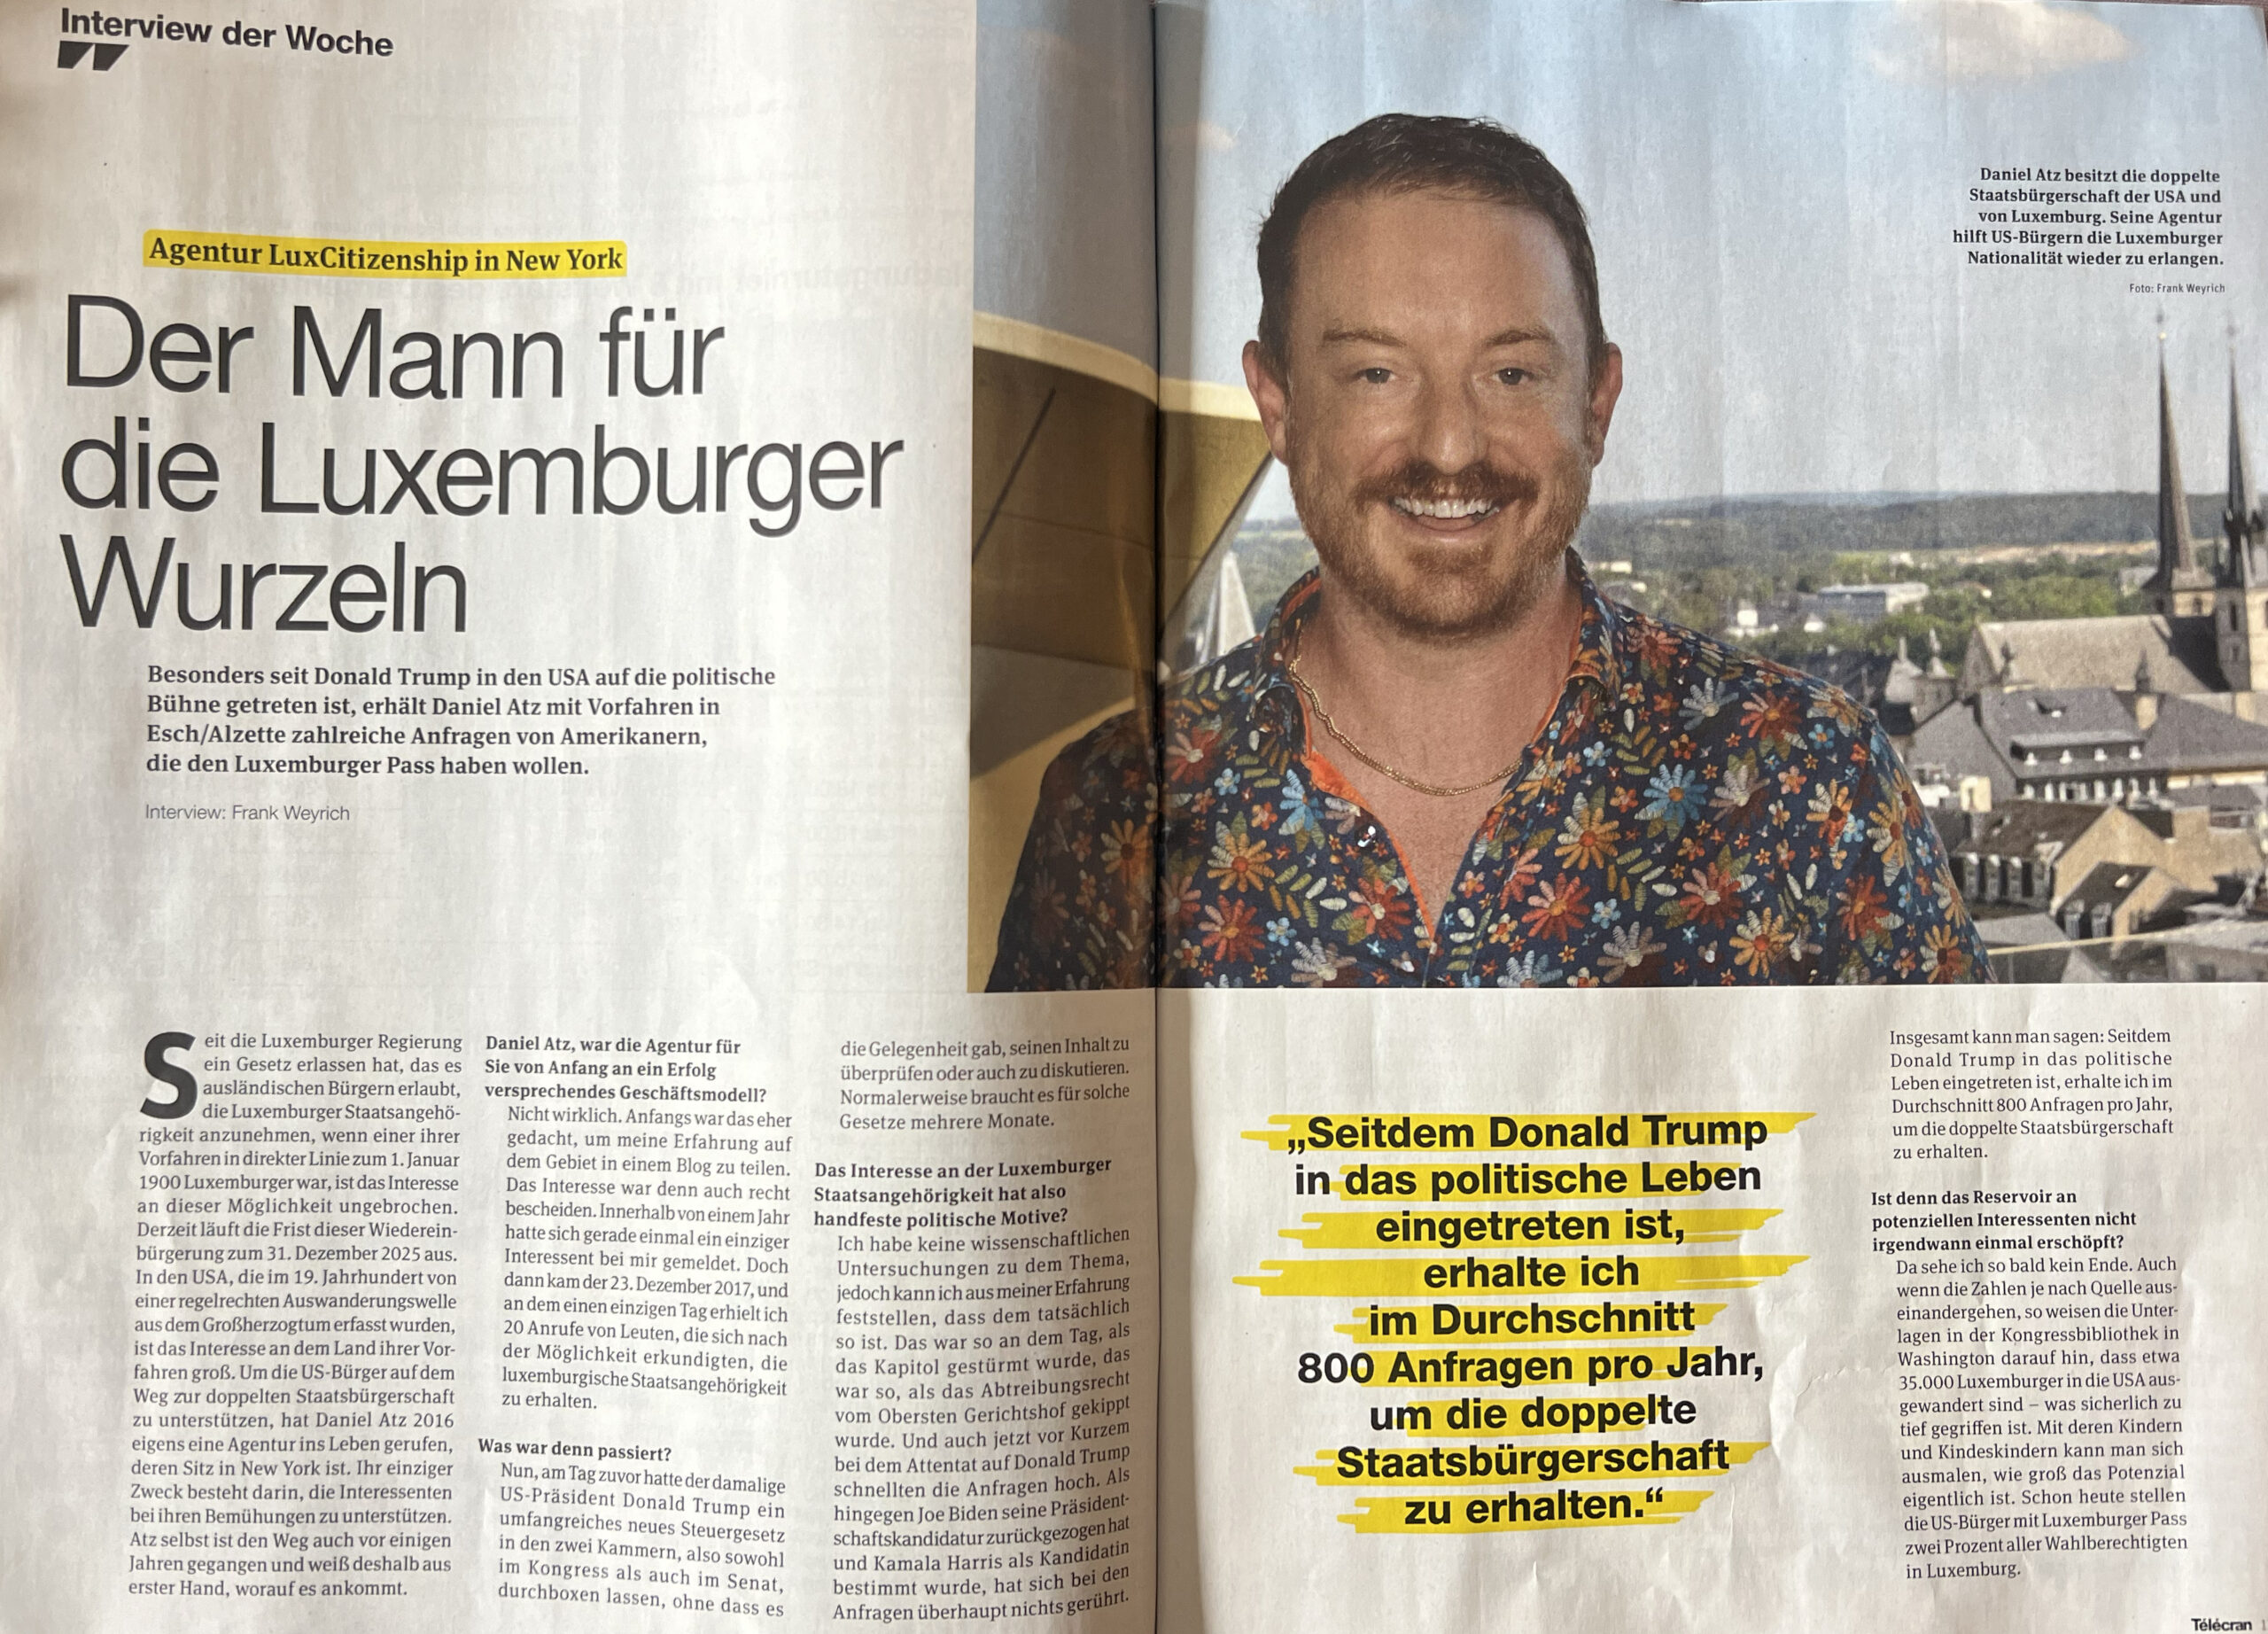 Interview der Woche
Agentur LuxCitizenship in New York
Der Mann für
die Luxemburger
Wurzeln
Besonders seit Donald Trump in den USA auf die politische
Bühne getreten ist, erhält Daniel Atz mit Vorfahren in
Esch/Alzette zahlreiche Anfragen von Amerikanern,
die den Luxemburger Pass haben wollen.
Interview: Frank Weyrich
Daniel Atz besitzt die doppelte
Staatsbürgerschaft der USA und
von Luxemburg. Seine Agentur
hilft US-Bürgern die Luxemburger
Nationalität wieder zu erlangen.
Foto: Frank Weyrich
Seit die Luxemburger Regierung
ein Gesetz erlassen hat, das es
ausländischen Bürgern erlaubt,
die Luxemburger Staatsangehö-
rigkeit anzunehmen, wenn einer ihrer
Vorfahren in direkter Linie zum 1. Januar
1900 Luxemburger war, ist das Interesse
an dieser Möglichkeit ungebrochen.
Derzeit läuft die Frist dieser Wiederein-
bürgerung zum 31. Dezember 2025 aus.
In den USA, die im 19. Jahrhundert von
einer regelrechten Auswanderungswelle
aus dem Großherzogtum erfasst wurden,
ist das Interesse an dem Land ihrer Vor-
fahren groß. Um die US-Bürger auf dem
Weg zur doppelten Staatsbürgerschaft
zu unterstützen, hat Daniel Atz 2016
eigens eine Agentur ins Leben gerufen,
deren Sitz in New York ist. Ihr einziger
Zweck besteht darin, die Interessenten
bei ihren Bemühungen zu unterstützen.
Atz selbst ist den Weg auch vor einigen
Jahren gegangen und weiß deshalb aus
erster Hand, worauf es ankommt.
Daniel Atz, war die Agentur für
Sie von Anfang an ein Erfolg
versprechendes Geschäftsmodell?
Nicht wirklich. Anfangs war das eher
gedacht, um meine Erfahrung auf
dem Gebiet in einem Blog zu teilen.
Das Interesse war denn auch recht
bescheiden. Innerhalb von einem Jahr
hatte sich gerade einmal ein einziger
Interessent bei mir gemeldet. Doch
dann kam der 23. Dezember 2017, und
an dem einen einzigen Tag erhielt ich
20 Anrufe von Leuten, die sich nach
der Möglichkeit erkundigten, die
luxemburgische Staatsangehörigkeit
zu erhalten.
Was war denn passiert?
Nun, am Tag zuvor hatte der damalige
US-Präsident Donald Trump ein
umfangreiches neues Steuergesetz
in den zwei Kammern, also sowohl
im Kongress als auch im Senat,
durchboxen lassen, ohne dass es
die Gelegenheit gab, seinen Inhalt zu
überprüfen oder auch zu diskutieren.
Normalerweise braucht es für solche
Gesetze mehrere Monate.
Das Interesse an der Luxemburger
Staatsangehörigkeit hat also
handfeste politische Motive?
Ich habe keine wissenschaftlichen
Untersuchungen zu dem Thema,
jedoch kann ich aus meiner Erfahrung
feststellen, dass dem tatsächlich
so ist. Das war so an dem Tag, als
das Kapitol gestürmt wurde, das
war so, als das Abtreibungsrecht
vom Obersten Gerichtshof gekippt
wurde. Und auch jetzt vor Kurzem
bei dem Attentat auf Donald Trump
schnellten die Anfragen hoch. Als
hingegen Joe Biden seine Präsident-
schaftskandidatur zurückgezogen hat
und Kamala Harris als Kandidatin
bestimmt wurde, hat sich bei den
Anfragen überhaupt nichts gerührt.
„Seitdem Donald Trump
in das politische Leben
eingetreten ist,
erhalte ich
im Durchschnitt
800 Anfragen pro Jahr,
um die doppelte
Staatsbürgerschaft
zu erhalten.“
Insgesamt kann man sagen: Seitdem
Donald Trump in das politische
Leben eingetreten ist, erhalte ich im
Durchschnitt 800 Anfragen pro Jahr,
um die doppelte Staatsbürgerschaft
zu erhalten.
Ist denn das Reservoir an
potenziellen Interessenten nicht
irgendwann einmal erschöpft?
Da sehe ich so bald kein Ende. Auch
wenn die Zahlen je nach Quelle aus-
einandergehen, so weisen die Unter-
lagen in der Kongressbibliothek in
Washington darauf hin, dass etwa
35.000 Luxemburger in die USA aus-
gewandert sind – was sicherlich zu
tief gegriffen ist. Mit deren Kindern
und Kindeskindern kann man sich
ausmalen, wie groß das Potenzial
eigentlich ist. Schon heute stellen
die US-Bürger mit Luxemburger Pass
zwei Prozent aller Wahlberechtigten
in Luxemburg.
Télécran